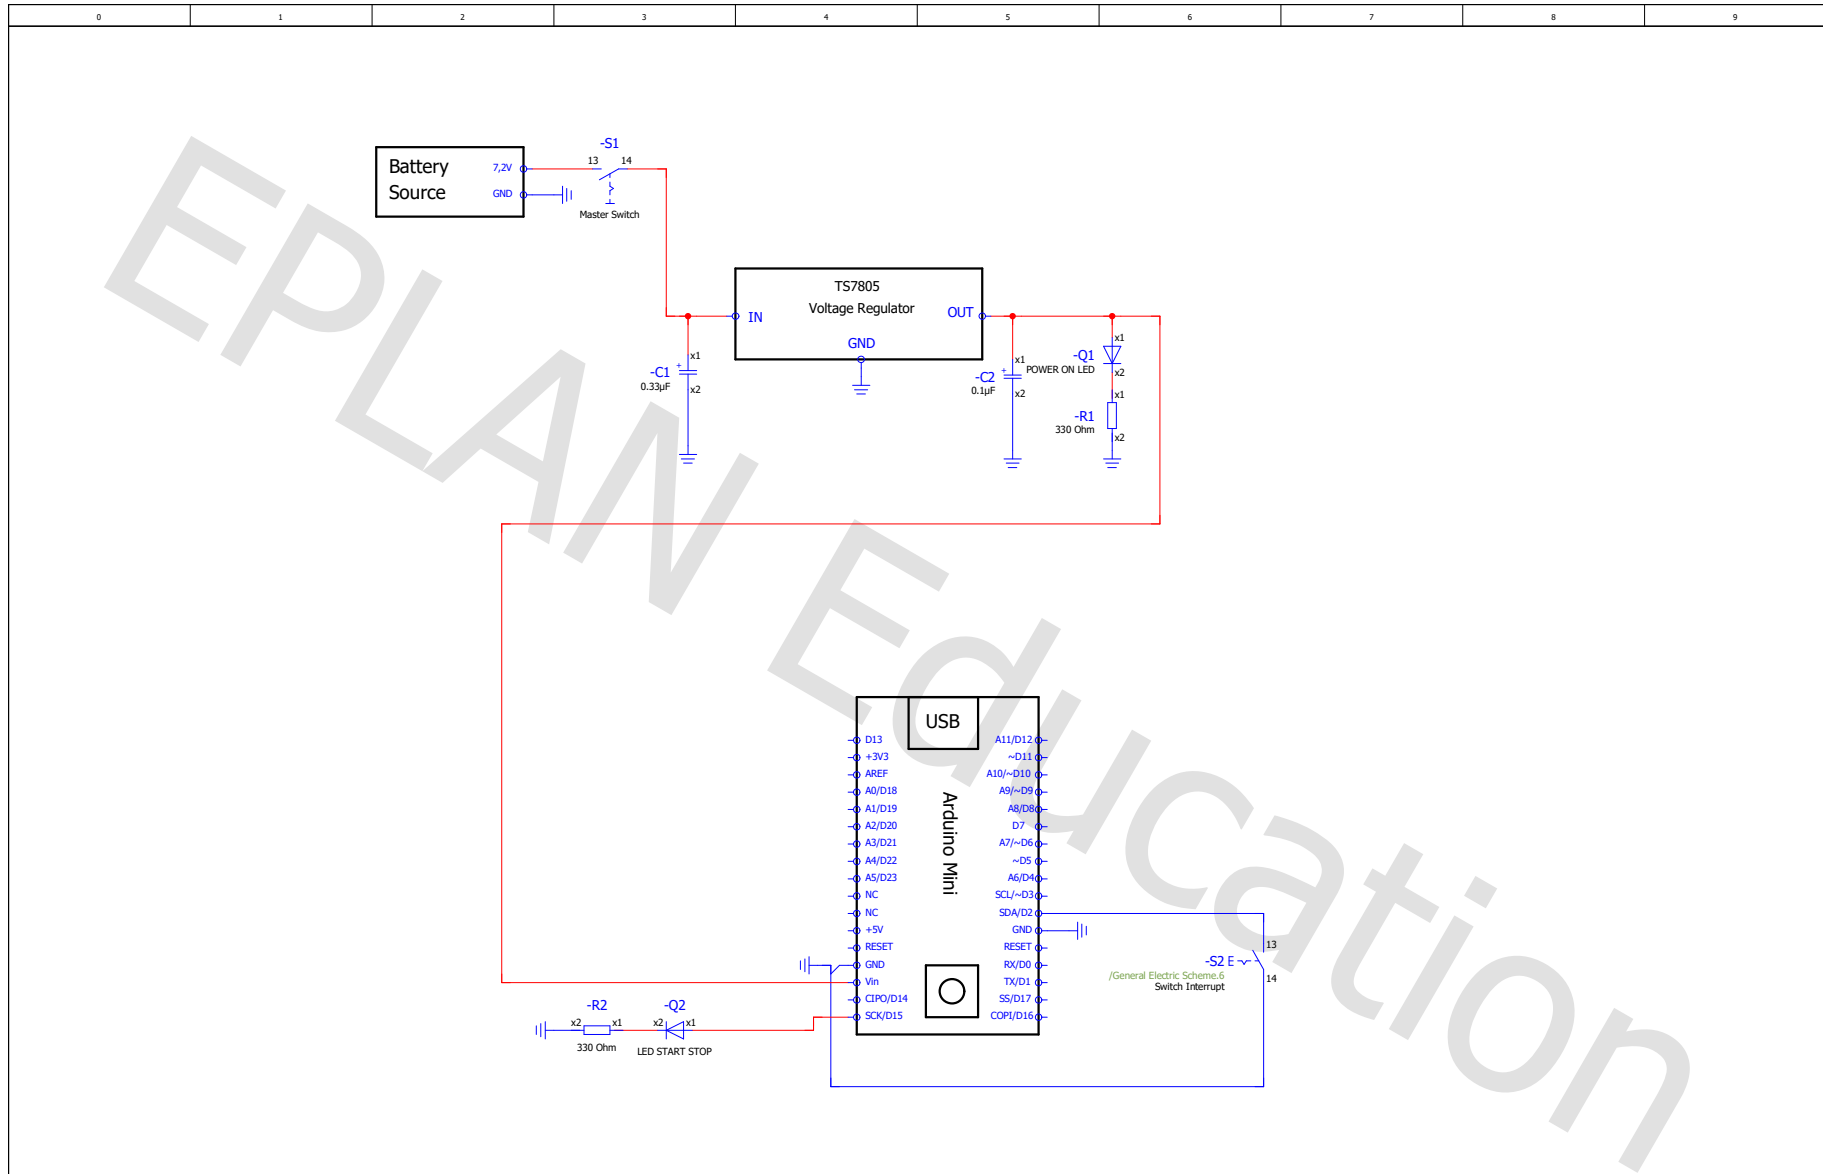 0 1 2 3 4 5 6 7 8 9
EPLAN Education
Battery
Source
7,2V
GND
-S1
13 14
Master Switch
TS7805
Voltage Regulator
IN
OUT
GND
-C1
0.33µF
+
x1
x2
-C2
0.1µF
+
x1
x2
-Q1
POWER ON LED
x1
x2
-R1
330 Ohm
x1
x2
USB
Arduino Mini
D13
+3V3
AREF
A0/D18
A1/D19
A2/D20
A3/D21
A4/D22
A5/D23
NC
NC
+5V
RESET
GND
Vin
CIPO/D14
SCK/D15
A11/D12
~D11
A10/~D10
A9/~D9
A8/D8
D7
A7/~D6
~D5
A6/D4
SCL/~D3
SDA/D2
GND
RESET
RX/D0
TX/D1
SS/D17
COPI/D16
-S2
13
14
/General Electric Scheme.6
Switch Interrupt
-R2
x2 x1
330 Ohm
-Q2
x2 x1
LED START STOP